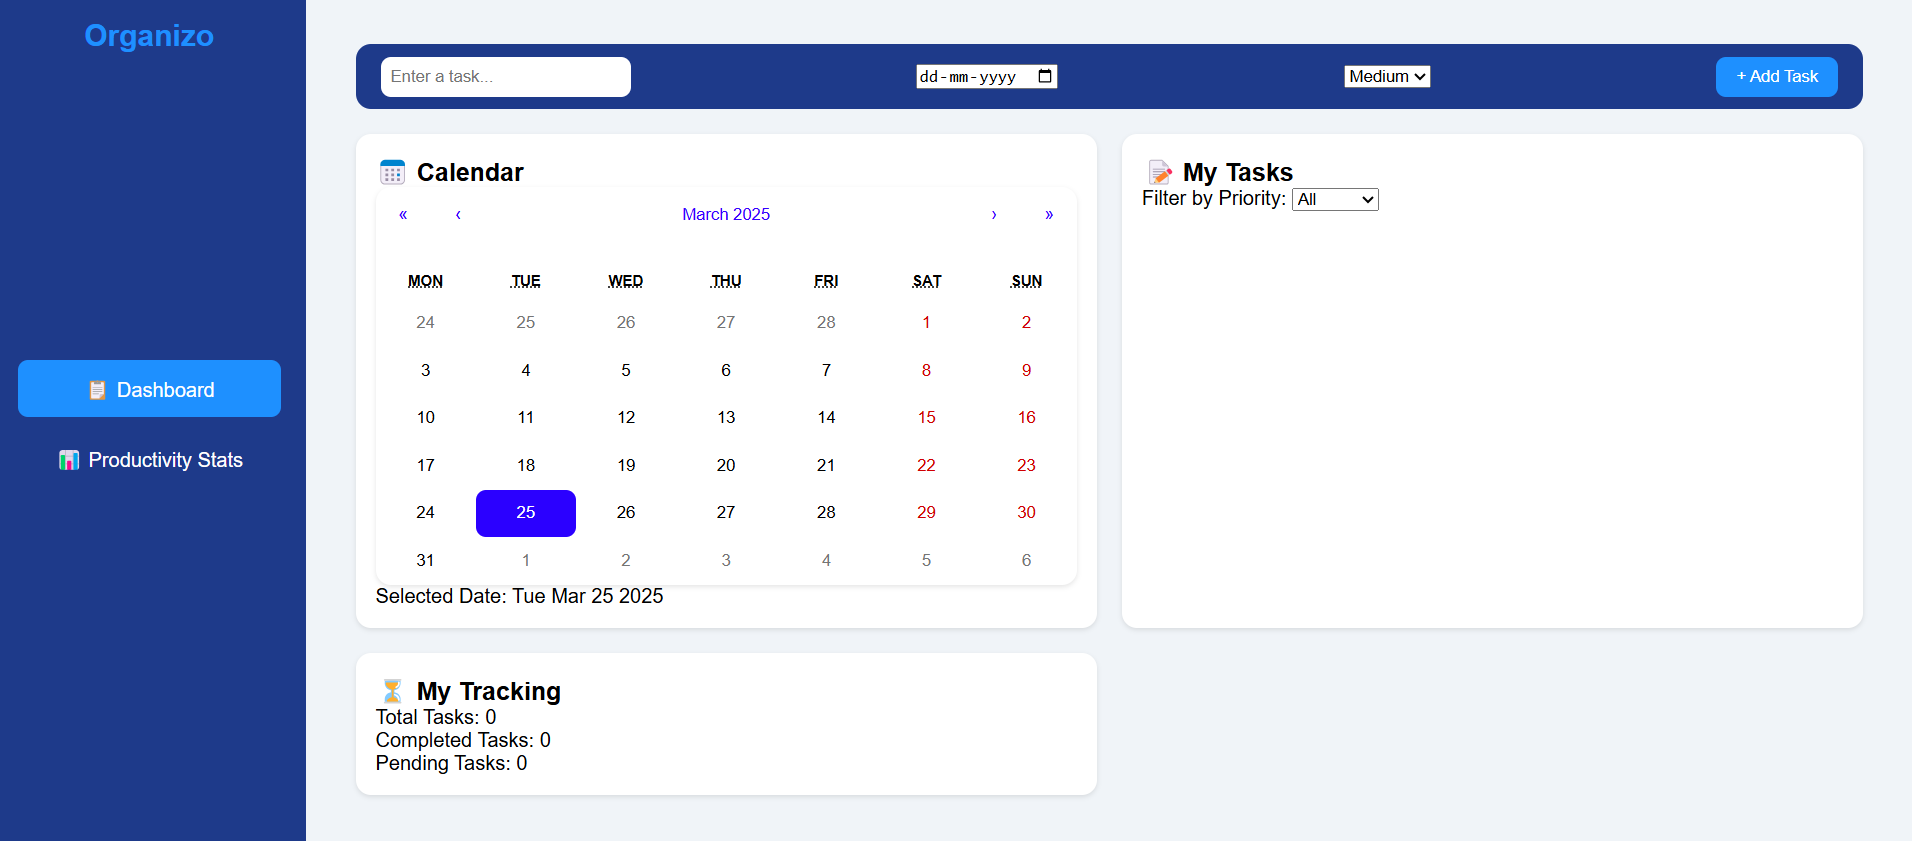 Organizo
Dashboard
Productivity Stats
Enter a task... dd-mm-yyyy Medium + Add Task
Calendar
« ‹ March 2025 › »
MON TUE WED THU FRI SAT SUN
24 25 26 27 28 1 2
3 4 5 6 7 8 9
10 11 12 13 14 15 16
17 18 19 20 21 22 23
24 25 26 27 28 29 30
31 1 2 3 4 5 6
Selected Date: Tue Mar 25 2025
My Tasks
Filter by Priority: All
My Tracking
Total Tasks: 0
Completed Tasks: 0
Pending Tasks: 0